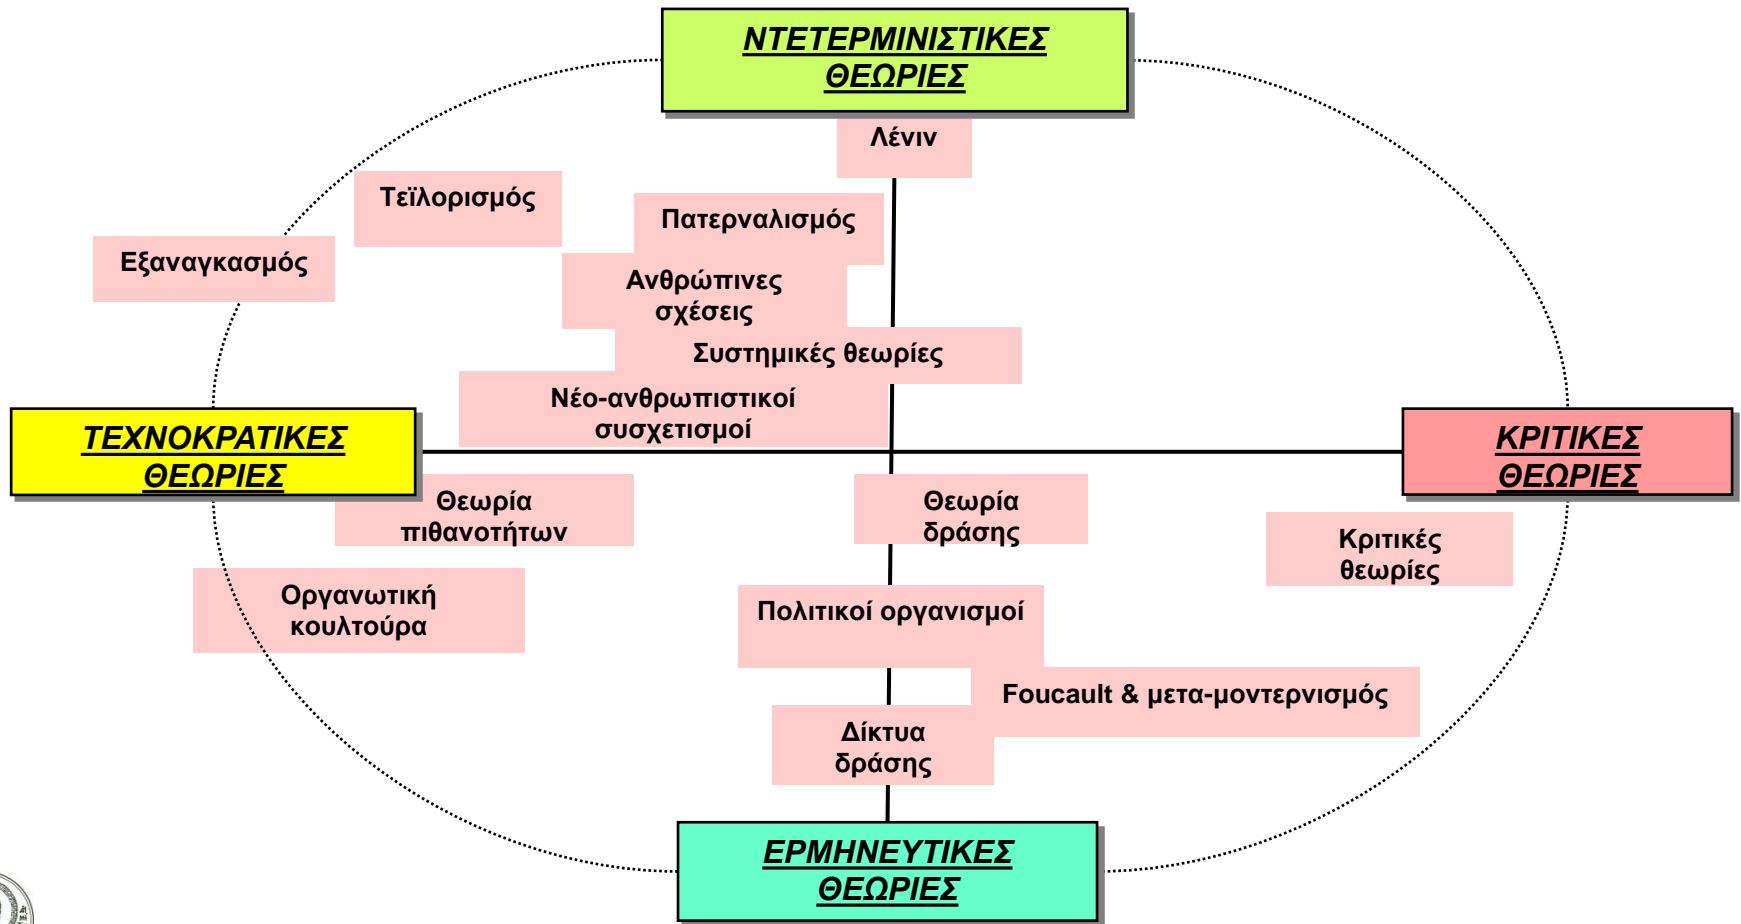 ΝΤΕΤΕΡΜΙΝΙΣΤΙΚΕΣ
ΘΕΩΡΙΕΣ
Λένιν
Τεϊλορισμός
Πατερναλισμός
Εξαναγκασμός
Ανθρώπινες
σχέσεις
Συστημικές θεωρίες
Νέο-ανθρωπιστικοί
συσχετισμοί
ΤΕΧΝΟΚΡΑΤΙΚΕΣ
ΘΕΩΡΙΕΣ
ΚΡΙΤΙΚΕΣ
ΘΕΩΡΙΕΣ
Θεωρία
πιθανοτήτων
Θεωρία
δράσης
Κριτικές
θεωρίες
Οργανωτική
κουλτούρα
Πολιτικοί οργανισμοί
Foucault & μετα-μοντερνισμός
Δίκτυα
δράσης
ΕΡΜΗΝΕΥΤΙΚΕΣ
ΘΕΩΡΙΕΣ